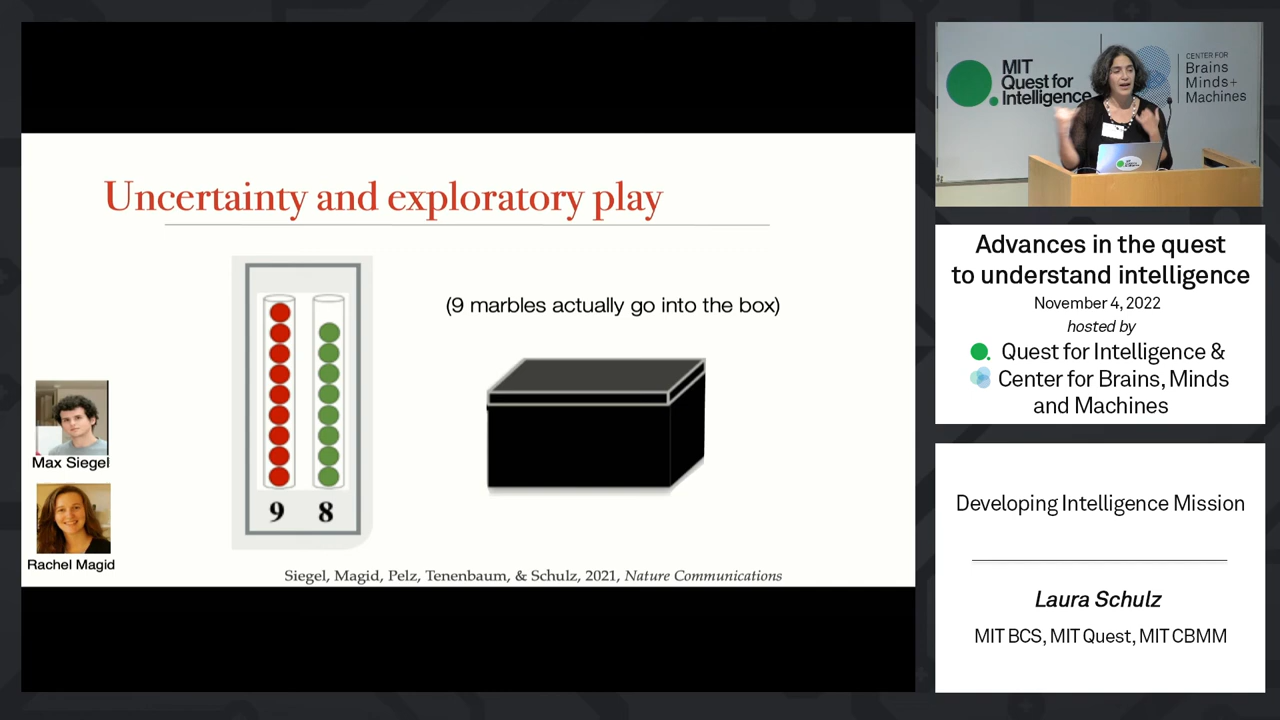 Uncertainty and exploratory play
(9 marbles actually go into the box)
9 8
Max Siegel
Rachel Magid
Siegel, Magid, Pelz, Tenenbaum, & Schulz, 2021, Nature Communications
MIT
Quest for
Intelligence
CENTER FOR
Brains
Minds+
Machines
Advances in the quest
to understand intelligence
November 4, 2022
hosted by
Quest for Intelligence &
Center for Brains, Minds
and Machines
Developing Intelligence Mission
Laura Schulz
MIT BCS, MIT Quest, MIT CBMM